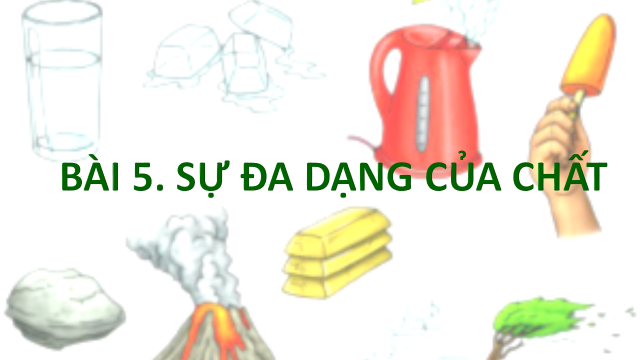 BÀI 5. SỰ ĐA DẠNG CỦA CHẤT